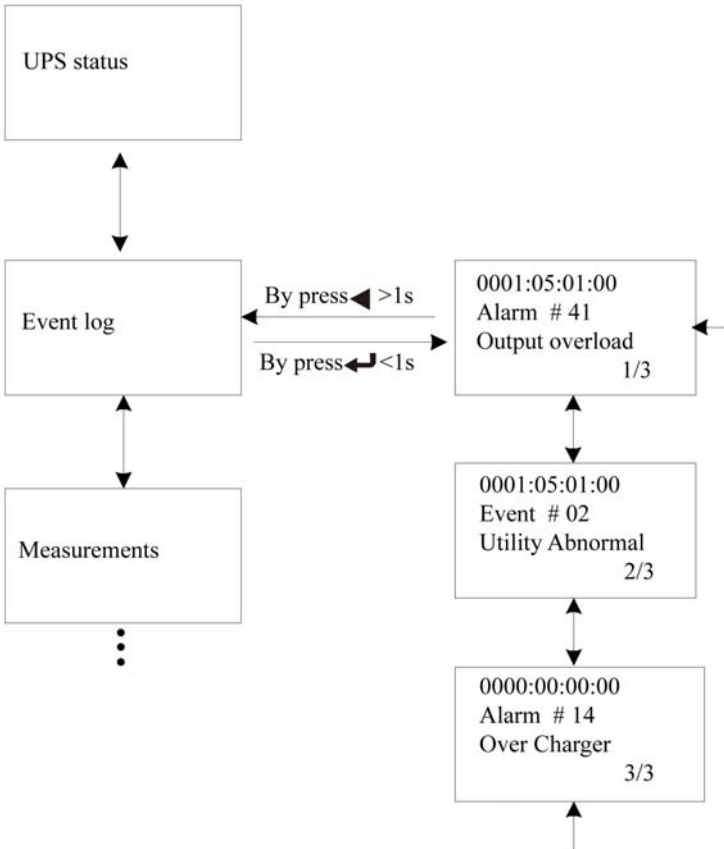 UPS status
Event log
By press ◀ >1s
By press ↵ <1s
0001:05:01:00
Alarm # 41
Output overload
1/3
0001:05:01:00
Event # 02
Utility Abnormal
2/3
Measurements
0000:00:00:00
Alarm # 14
Over Charger
3/3